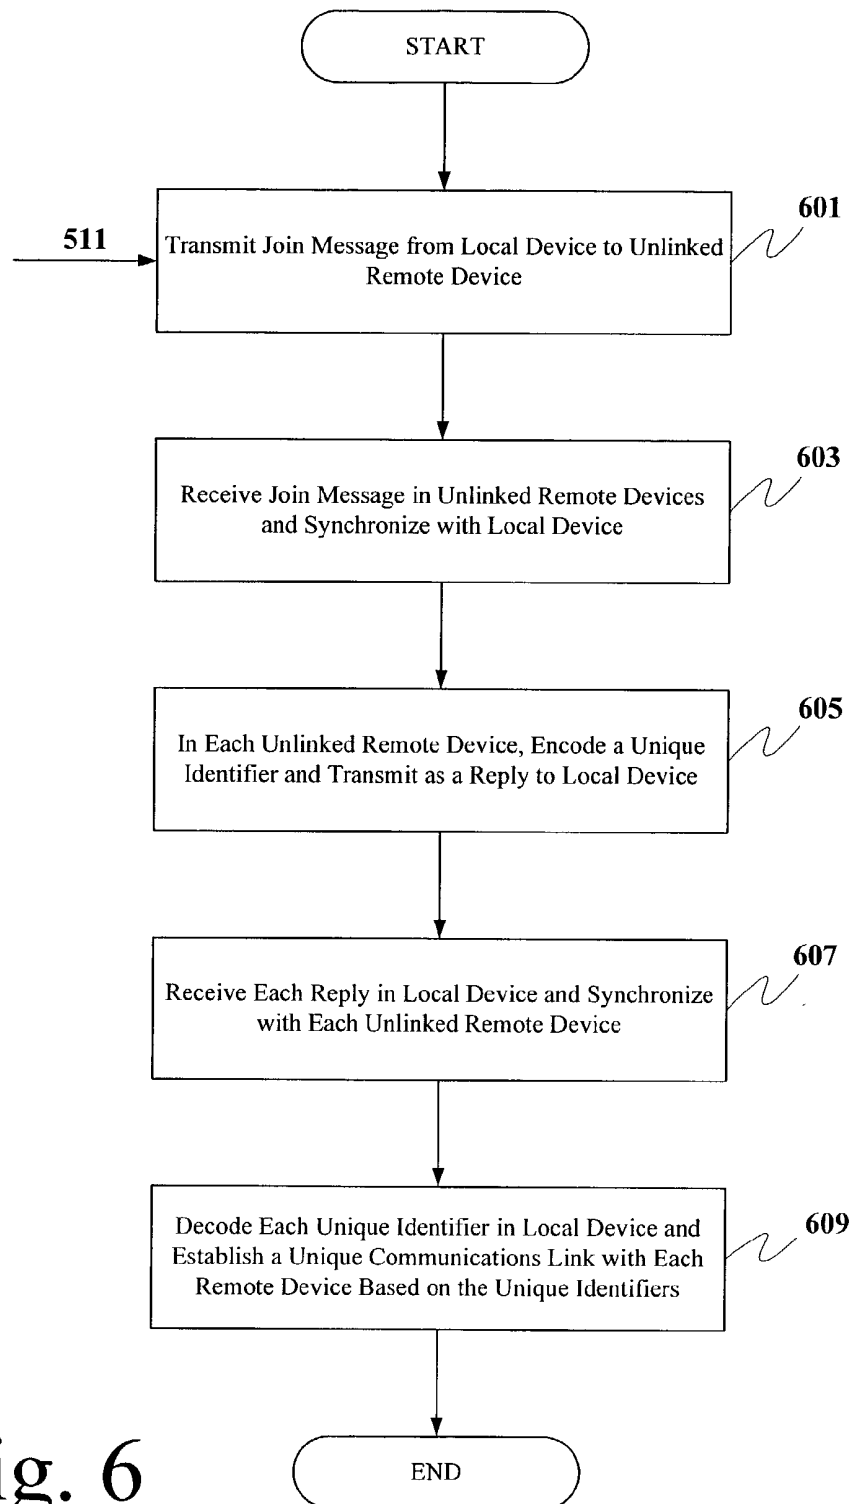 START
601
511
Transmit Join Message from Local Device to Unlinked
Remote Device
603
Receive Join Message in Unlinked Remote Devices
and Synchronize with Local Device
605
In Each Unlinked Remote Device, Encode a Unique
Identifier and Transmit as a Reply to Local Device
607
Receive Each Reply in Local Device and Synchronize
with Each Unlinked Remote Device
609
Decode Each Unique Identifier in Local Device and
Establish a Unique Communications Link with Each
Remote Device Based on the Unique Identifiers
END
ig. 6